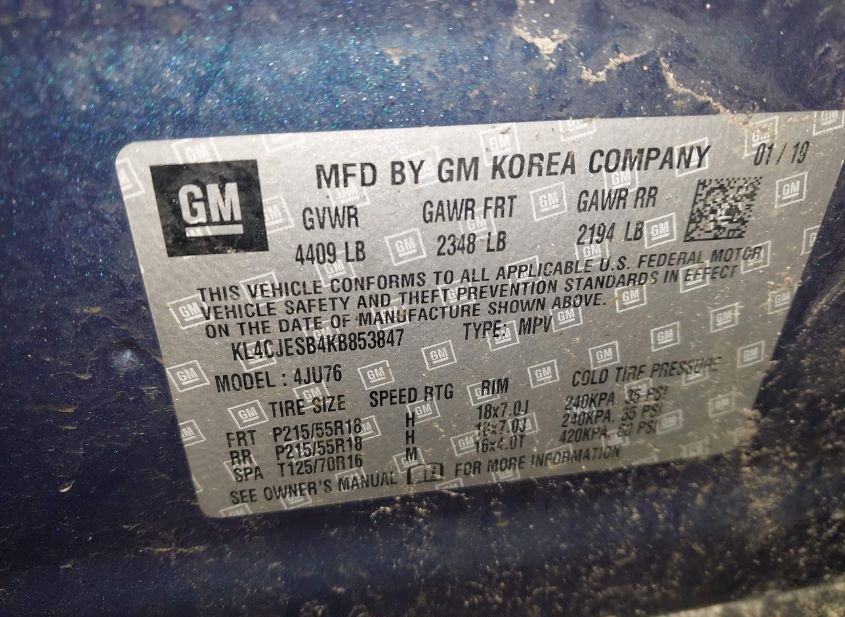 GM
MFD BY GM KOREA COMPANY 01 / 19
GVWR GAWR FRT GAWR RR
4409 LB 2348 LB 2194 LB
THIS VEHICLE CONFORMS TO ALL APPLICABLE U.S. FEDERAL MOTOR
VEHICLE SAFETY AND THEFT PREVENTION STANDARDS IN EFFECT
ON THE DATE OF MANUFACTURE SHOWN ABOVE.
KL4CJESB4KB853847 TYPE: MPV
MODEL : 4JU76
TIRE SIZE SPEED RTG RIM COLD TIRE PRESSURE
FRT P215/55R18 H 18x7.0J 240KPA, 35 PSI
RR P215/55R18 H 18x7.0J 240KPA, 35 PSI
SPA T125/70R16 M 16x4.0T 420KPA, 60 PSI
SEE OWNER'S MANUAL FOR MORE INFORMATION